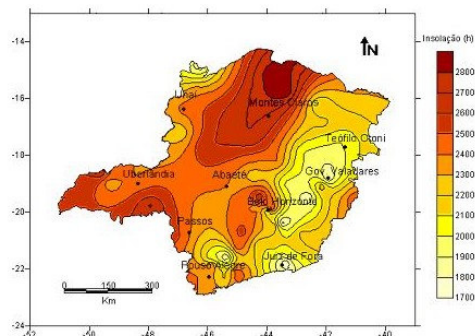 Insolação (h)
N
-14
-16
-18
-20
-22
-52
-50
-48
-46
-44
-42
-40
Unaí
Montes Claros
Teófilo Otoni
Gov. Valadares
Uberlândia
Abaeté
Belo Horizonte
Passos
Pouso Alegre
Juiz de Fora
0 150 300
Km
2800
2700
2600
2500
2400
2300
2200
2100
2000
1900
1800
1700